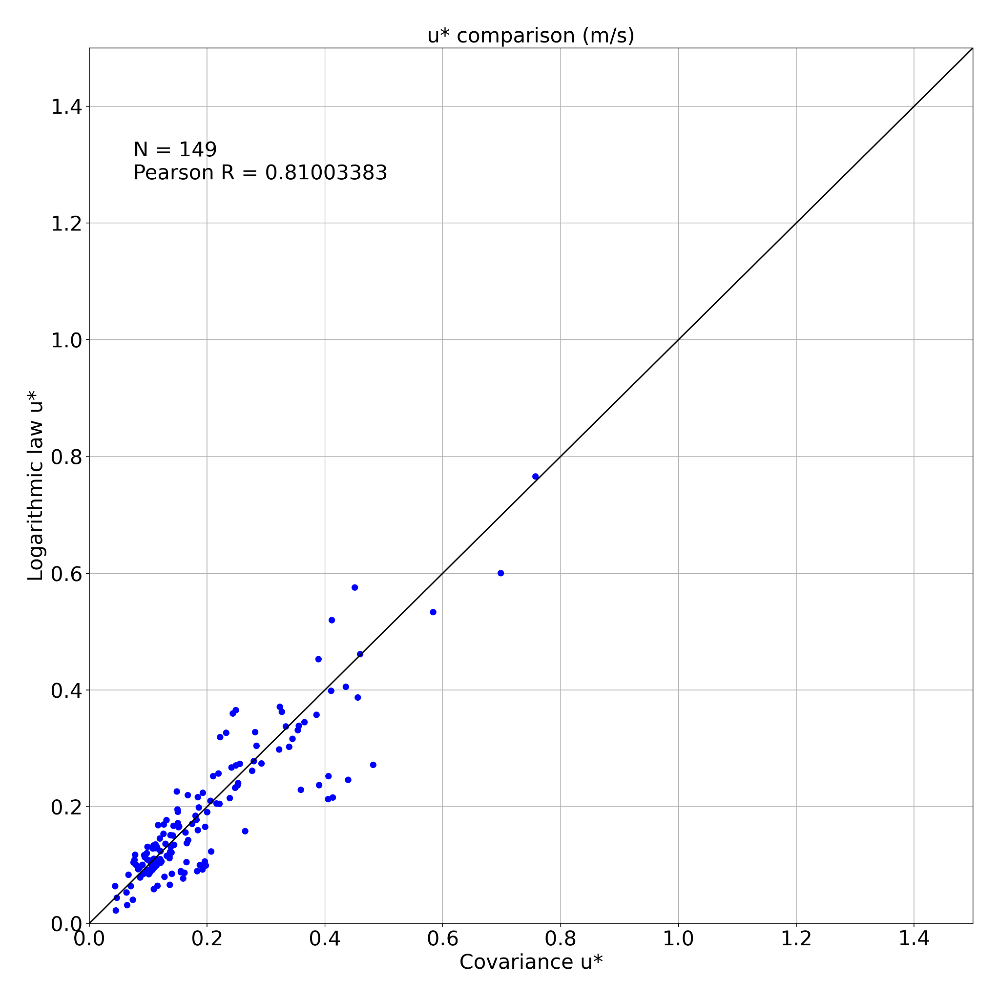 u* comparison (m/s)
N = 149
Pearson R = 0.81003383
Logarithmic law u*
1.4
1.2
1.0
0.8
0.6
0.4
0.2
0.0
0.0 0.2 0.4 0.6 0.8 1.0 1.2 1.4
Covariance u*